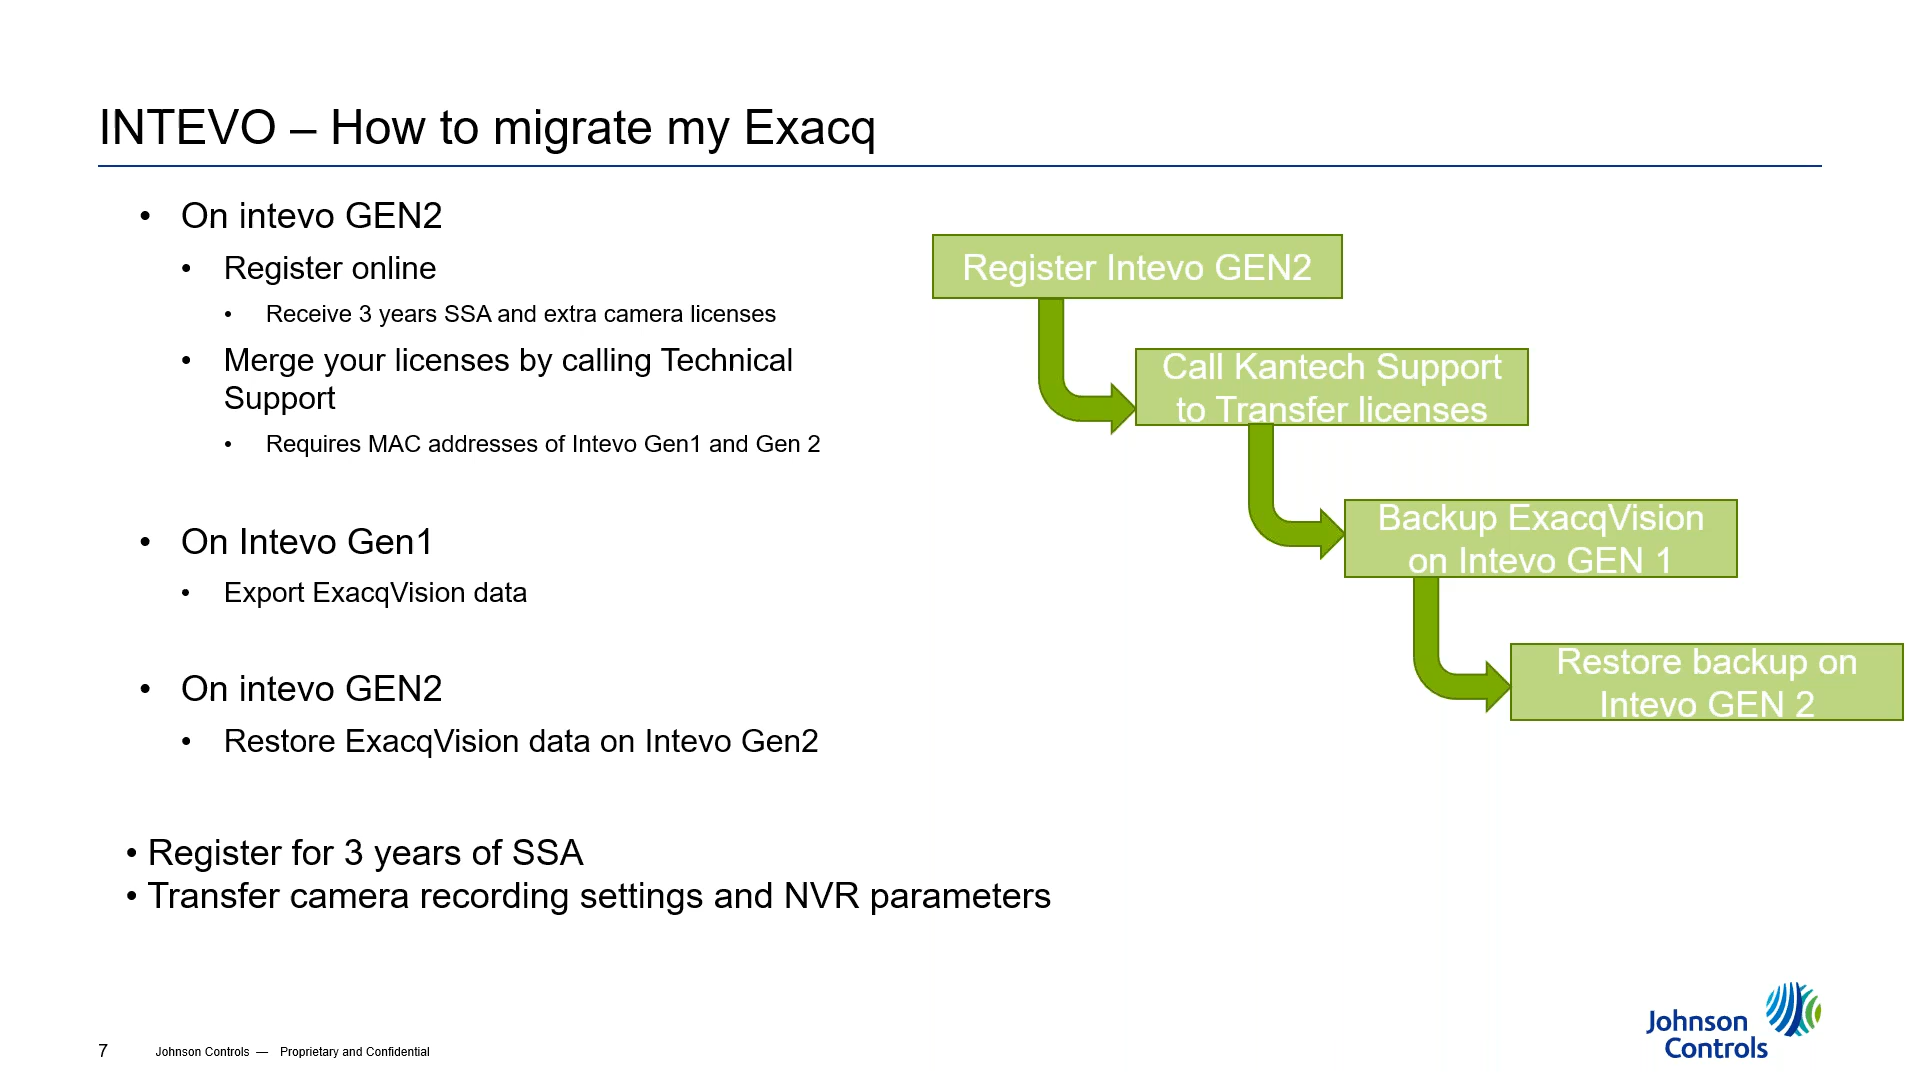 INTEVO – How to migrate my Exacq
• On intevo GEN2
• Register online
• Receive 3 years SSA and extra camera licenses
• Merge your licenses by calling Technical
Support
• Requires MAC addresses of Intevo Gen1 and Gen 2
• On Intevo Gen1
• Export ExacqVision data
• On intevo GEN2
• Restore ExacqVision data on Intevo Gen2
• Register for 3 years of SSA
• Transfer camera recording settings and NVR parameters
Register Intevo GEN2
Call Kantech Support
to Transfer licenses
Backup ExacqVision
on Intevo GEN 1
Restore backup on
Intevo GEN 2
7 Johnson Controls — Proprietary and Confidential
Johnson
Controls